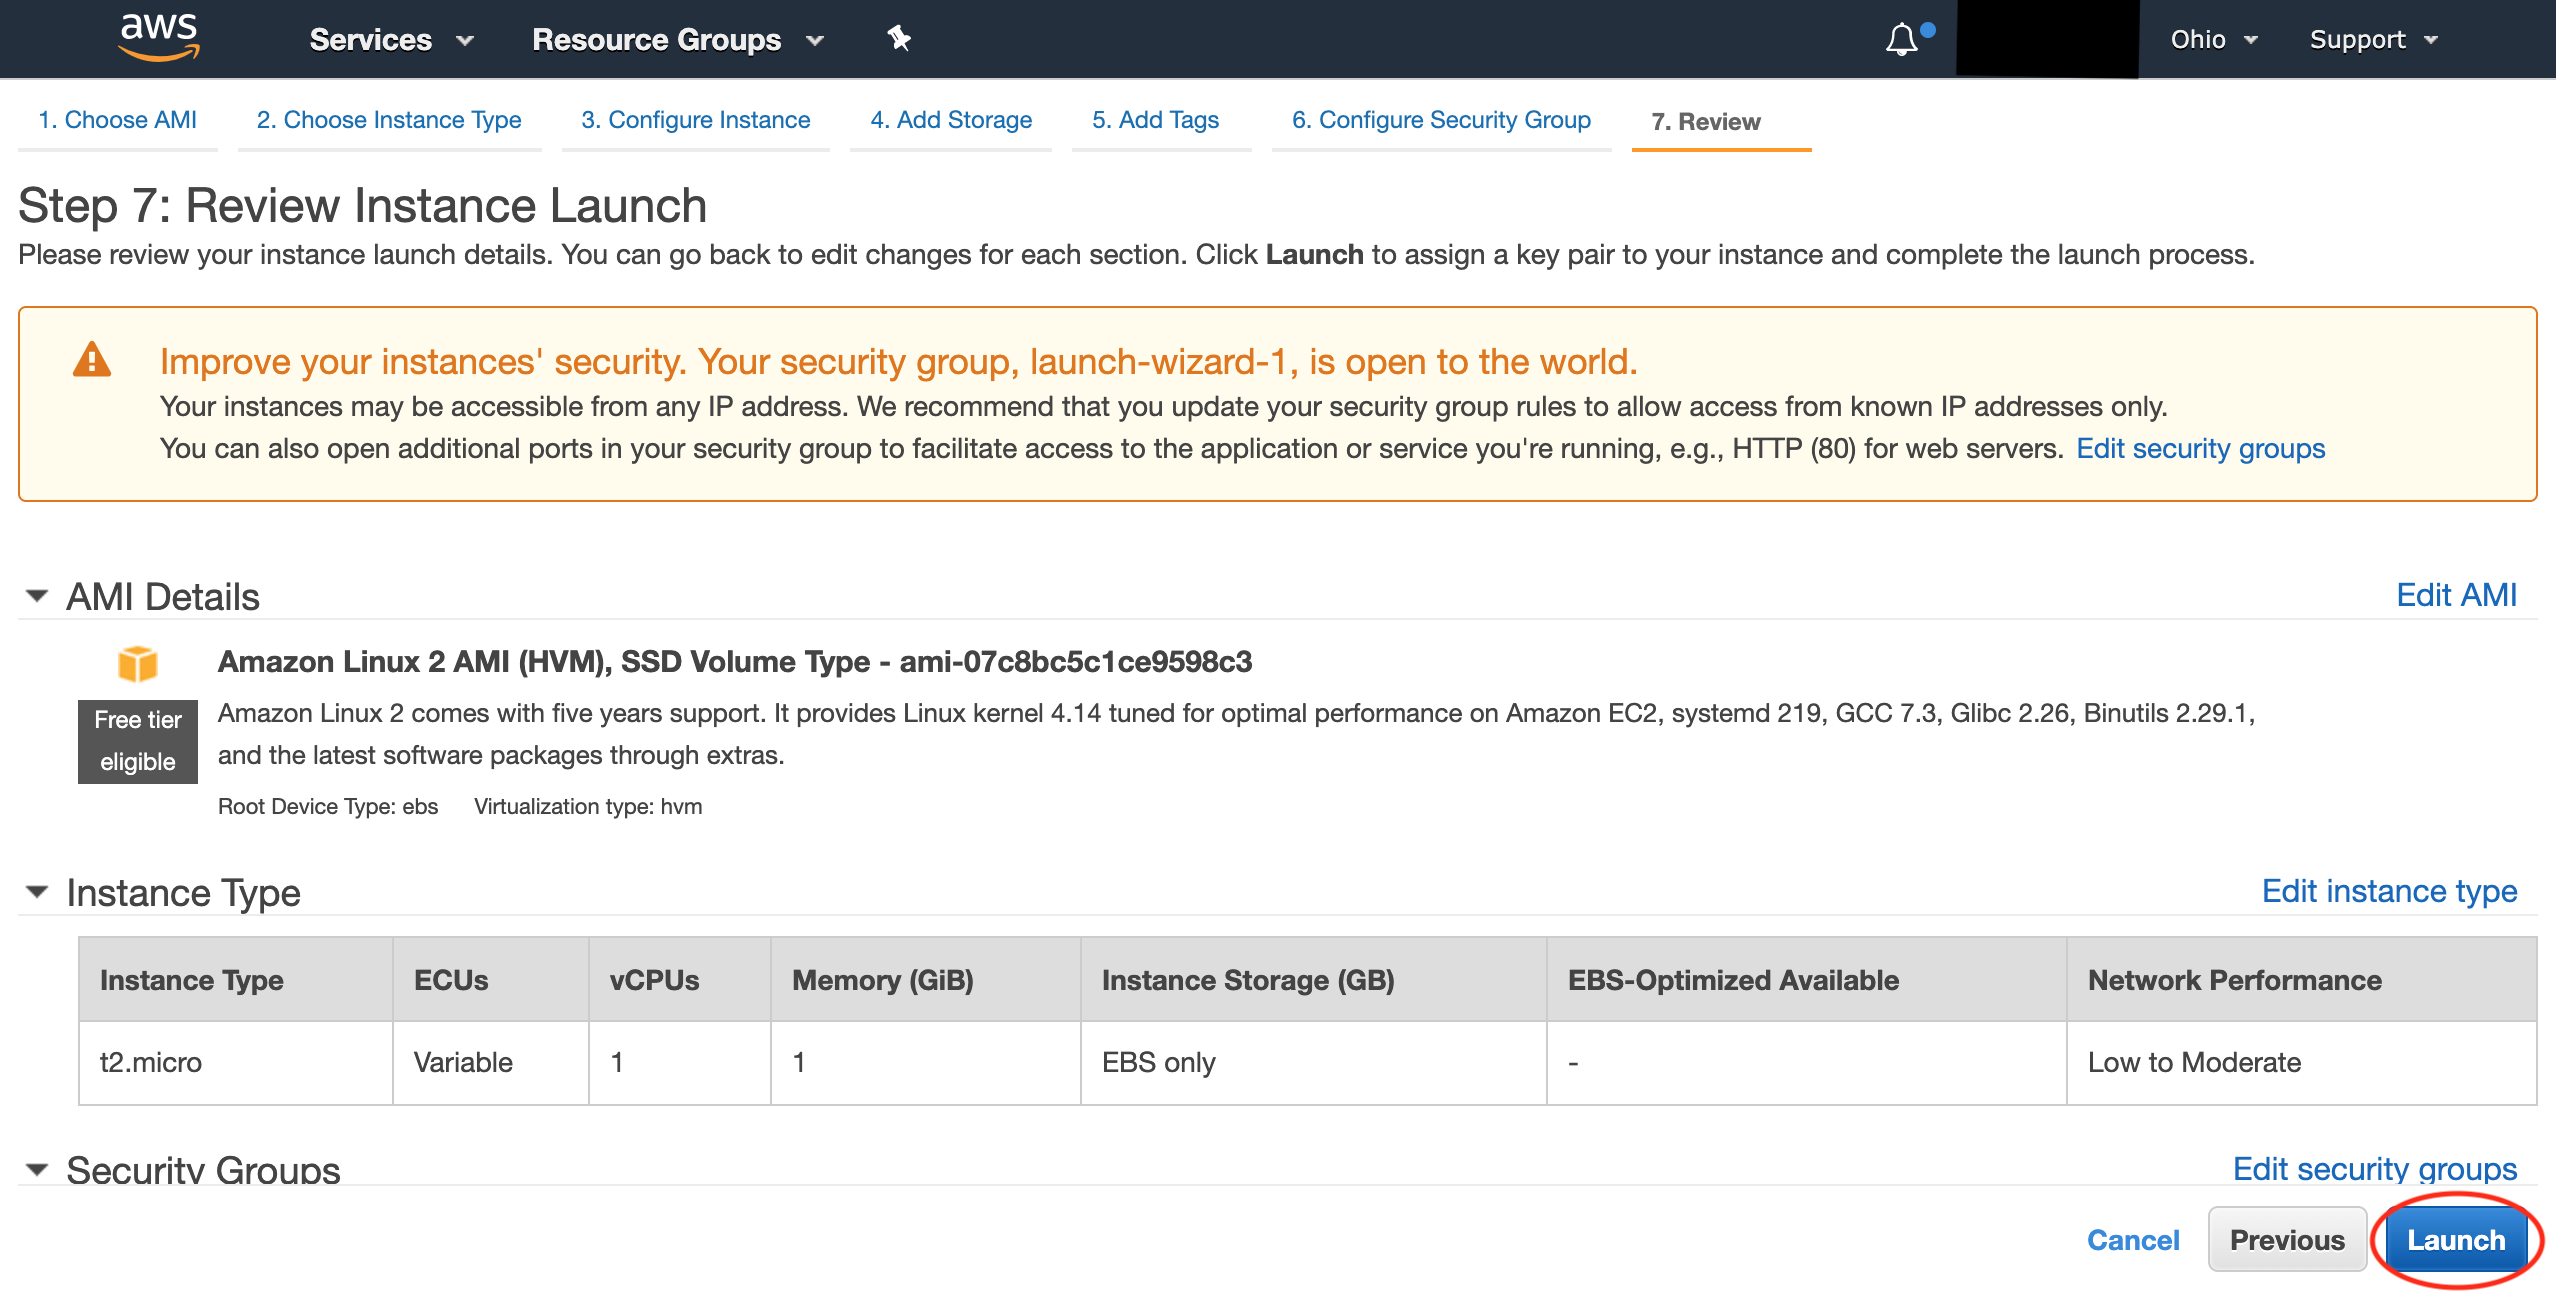 aws Services Resource Groups Ohio Support
1. Choose AMI 2. Choose Instance Type 3. Configure Instance 4. Add Storage 5. Add Tags 6. Configure Security Group 7. Review
Step 7: Review Instance Launch
Please review your instance launch details. You can go back to edit changes for each section. Click Launch to assign a key pair to your instance and complete the launch process.
Improve your instances' security. Your security group, launch-wizard-1, is open to the world.
Your instances may be accessible from any IP address. We recommend that you update your security group rules to allow access from known IP addresses only.
You can also open additional ports in your security group to facilitate access to the application or service you're running, e.g., HTTP (80) for web servers. Edit security groups
AMI Details Edit AMI
Amazon Linux 2 AMI (HVM), SSD Volume Type - ami-07c8bc5c1ce9598c3
Free tier
eligible
Amazon Linux 2 comes with five years support. It provides Linux kernel 4.14 tuned for optimal performance on Amazon EC2, systemd 219, GCC 7.3, Glibc 2.26, Binutils 2.29.1,
and the latest software packages through extras.
Root Device Type: ebs Virtualization type: hvm
Instance Type Edit instance type
Instance Type ECUs vCPUs Memory (GiB) Instance Storage (GB) EBS-Optimized Available Network Performance
t2.micro Variable 1 1 EBS only - Low to Moderate
Security Groups Edit security groups
Cancel Previous Launch